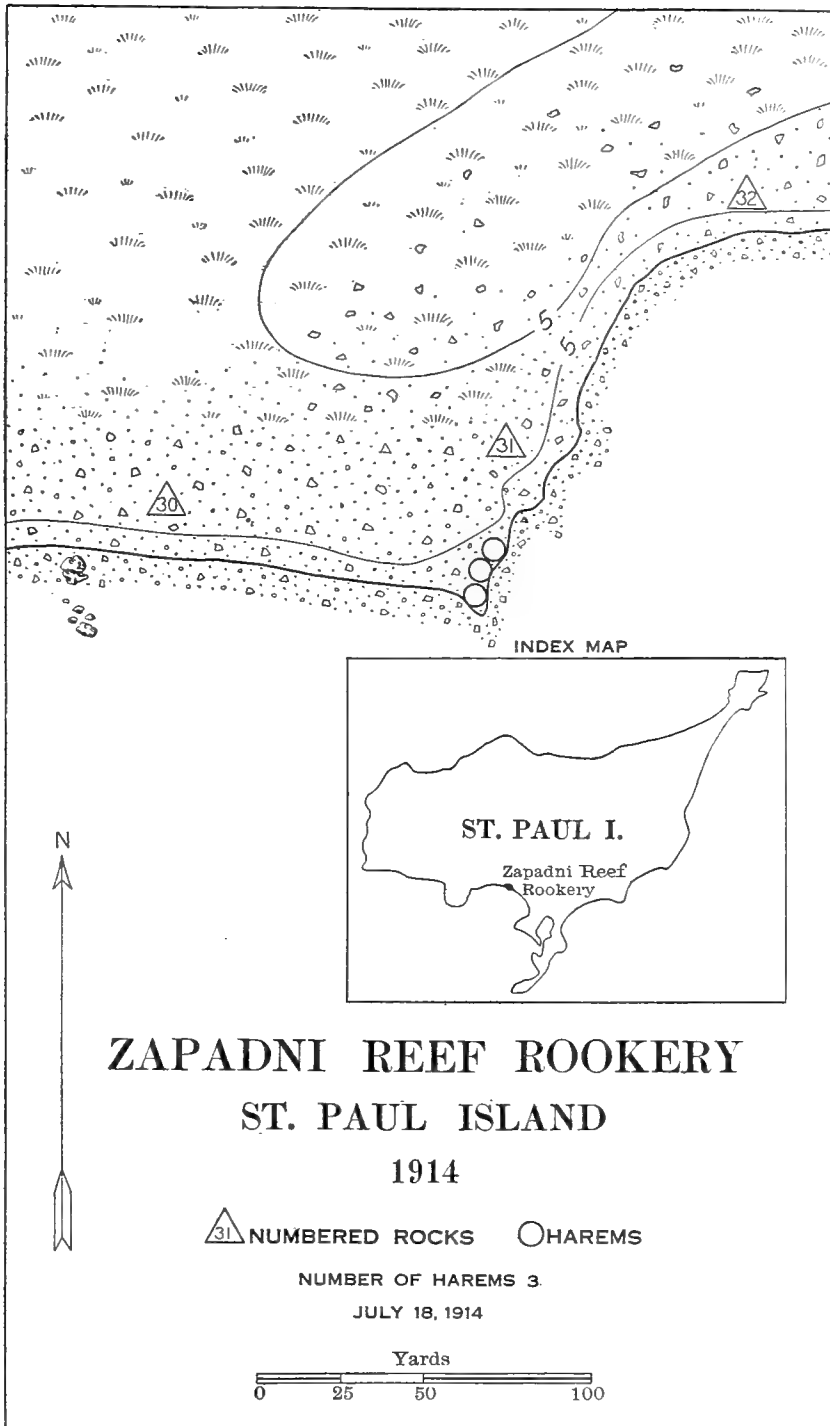 32
5
5
31
30
INDEX MAP
ST. PAUL I.
Zapadni Reef
Rookery
N
ZAPADNI REEF ROOKERY
ST. PAUL ISLAND
1914
31 NUMBERED ROCKS HAREMS
NUMBER OF HAREMS 3.
JULY 18, 1914
Yards
0 25 50 100